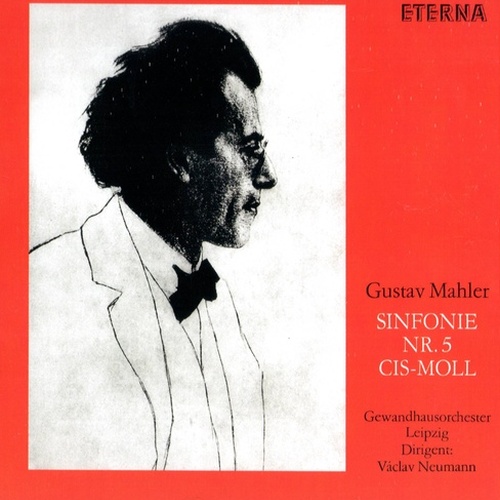 ETERNA
Gustav Mahler
SINFONIE
NR. 5
CIS-MOLL
Gewandhausorchester
Leipzig
Dirigent:
Václav Neumann